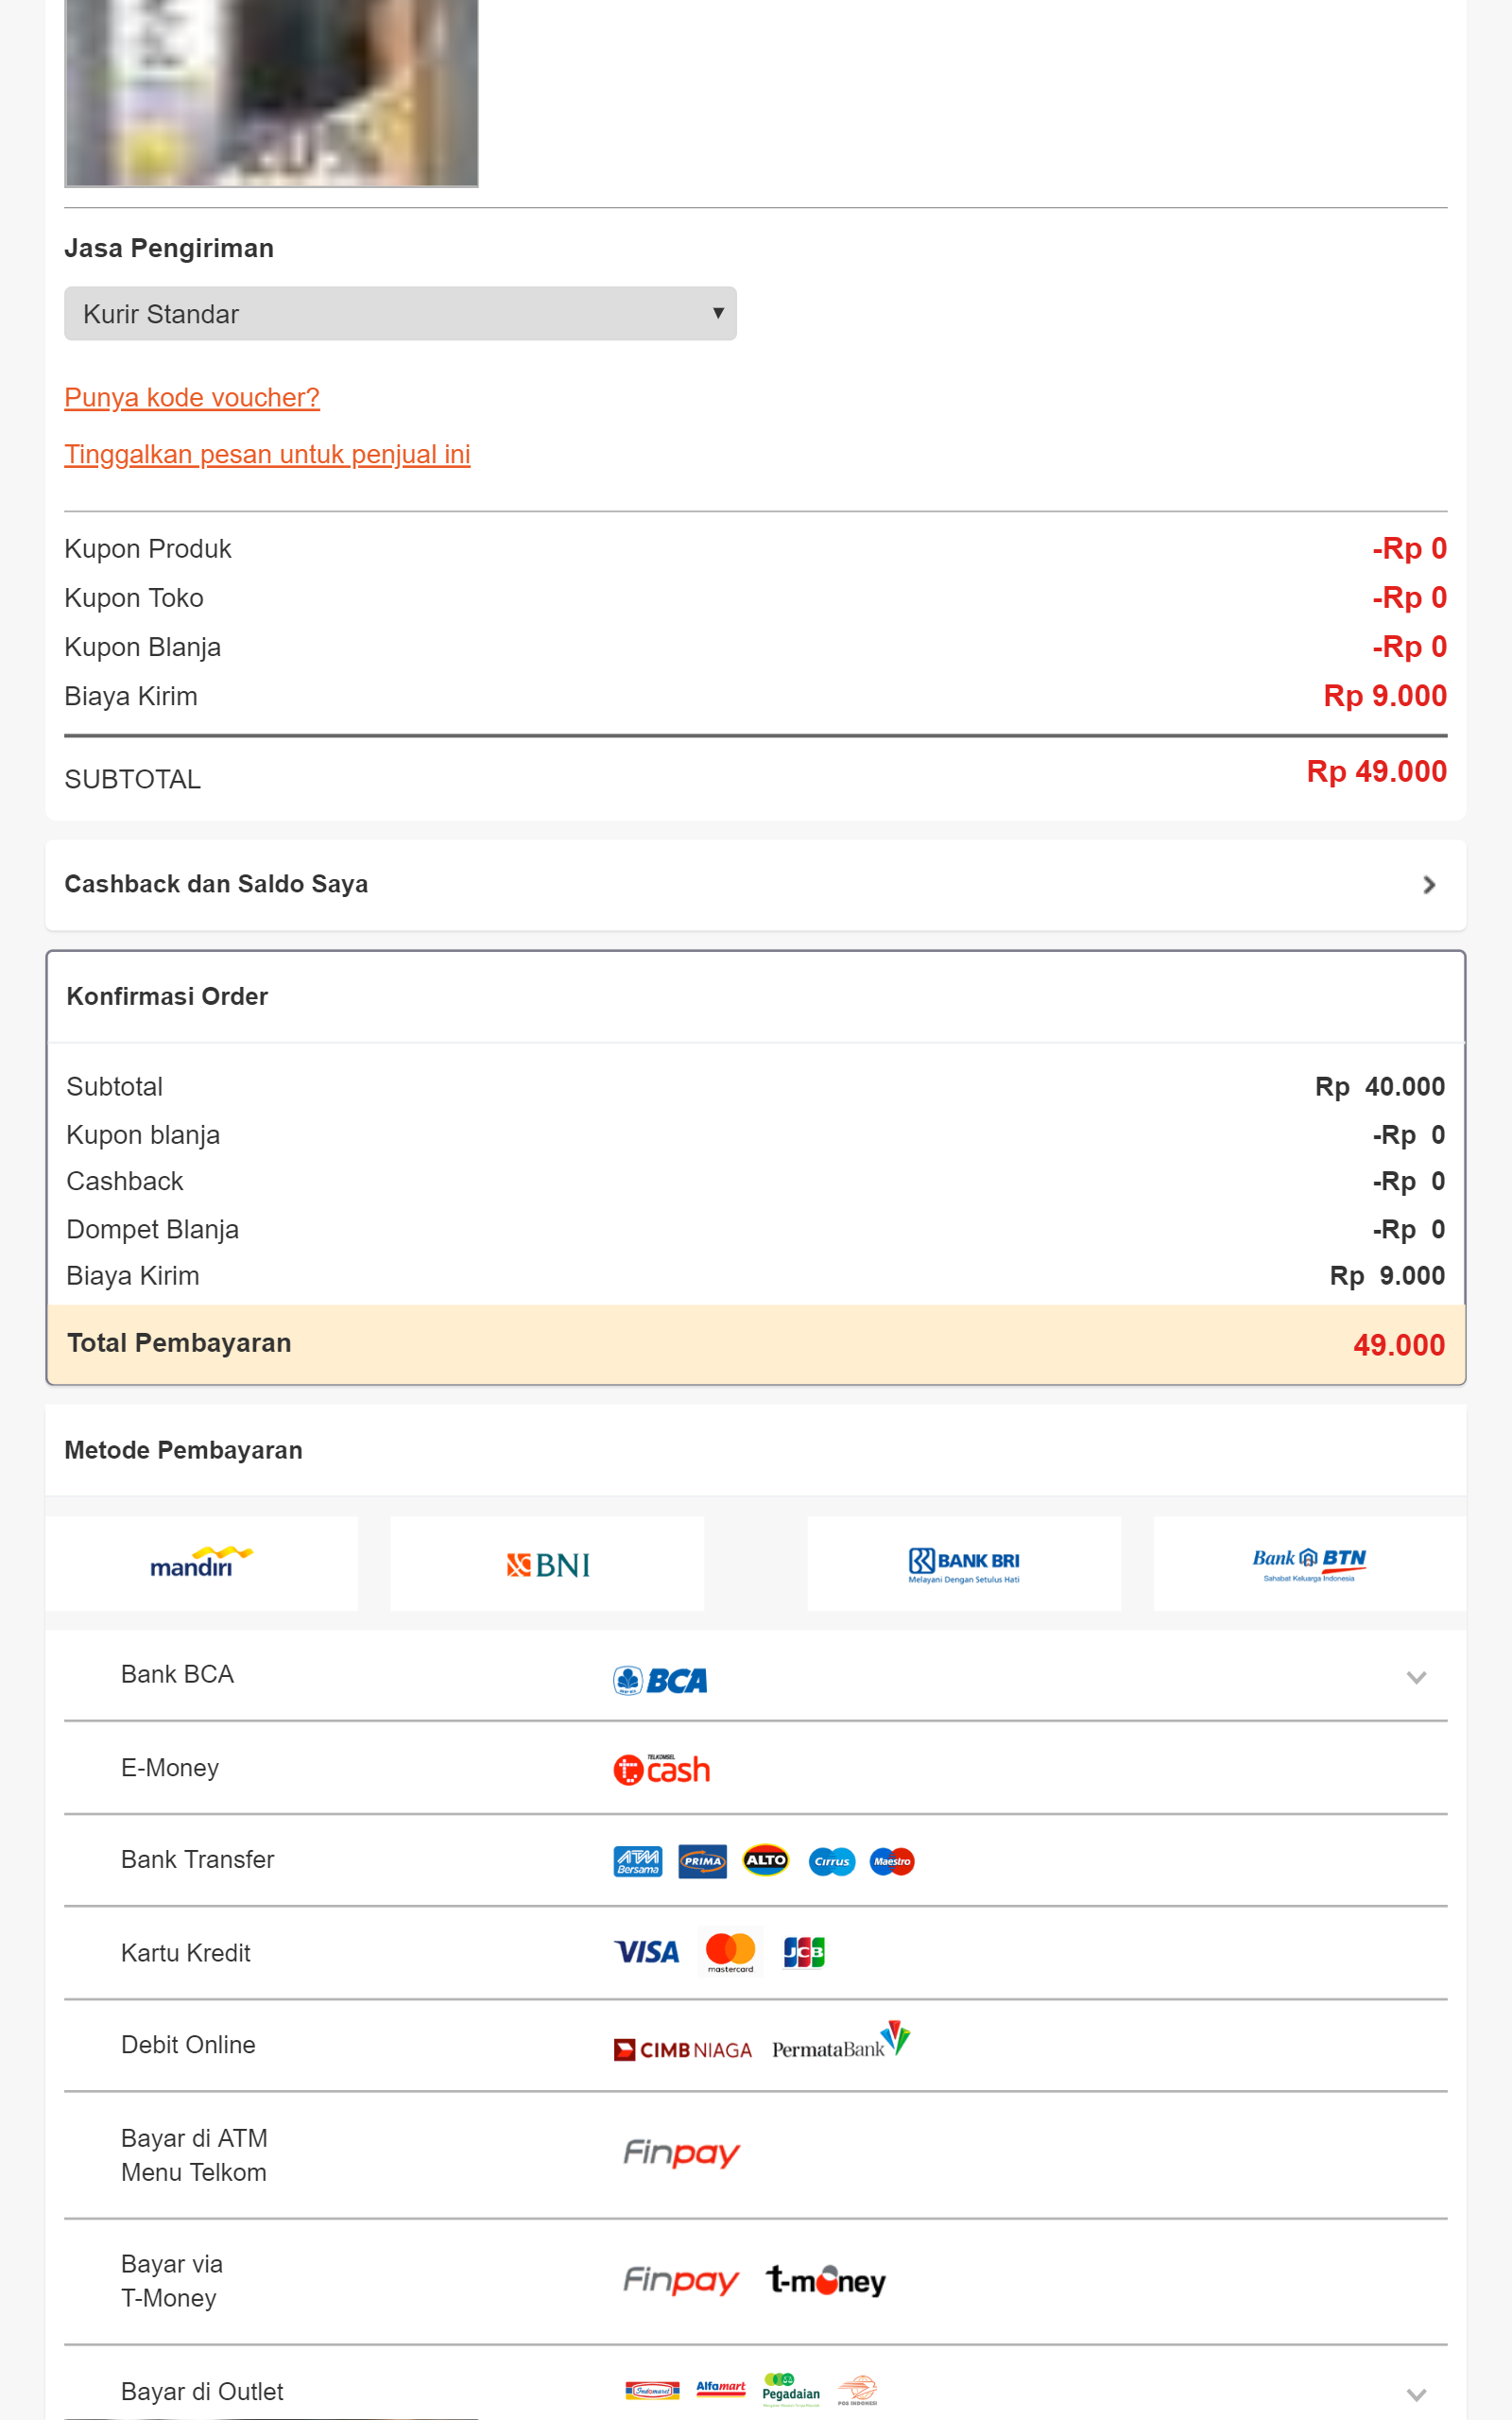 Jasa Pengiriman
Kurir Standar
Punya kode voucher?
Tinggalkan pesan untuk penjual ini
Kupon Produk -Rp 0
Kupon Toko -Rp 0
Kupon Blanja -Rp 0
Biaya Kirim Rp 9.000
SUBTOTAL Rp 49.000
Cashback dan Saldo Saya
Konfirmasi Order
Subtotal Rp 40.000
Kupon blanja -Rp 0
Cashback -Rp 0
Dompet Blanja -Rp 0
Biaya Kirim Rp 9.000
Total Pembayaran 49.000
Metode Pembayaran
mandiri BNI BANK BRI Bank BTN
Melayani Dengan Setulus Hati Sahabat Keluarga Indonesia
Bank BCA BCA
E-Money TELKOMSEL t cash
Bank Transfer ATM Bersama PRIMA ALTO Cirrus Maestro
Kartu Kredit VISA mastercard JCB
Debit Online CIMB NIAGA PermataBank
Bayar di ATM
Menu Telkom Finpay
Bayar via
T-Money Finpay t-money
Bayar di Outlet Indomaret Alfamart Pegadaian POS INDONESIA